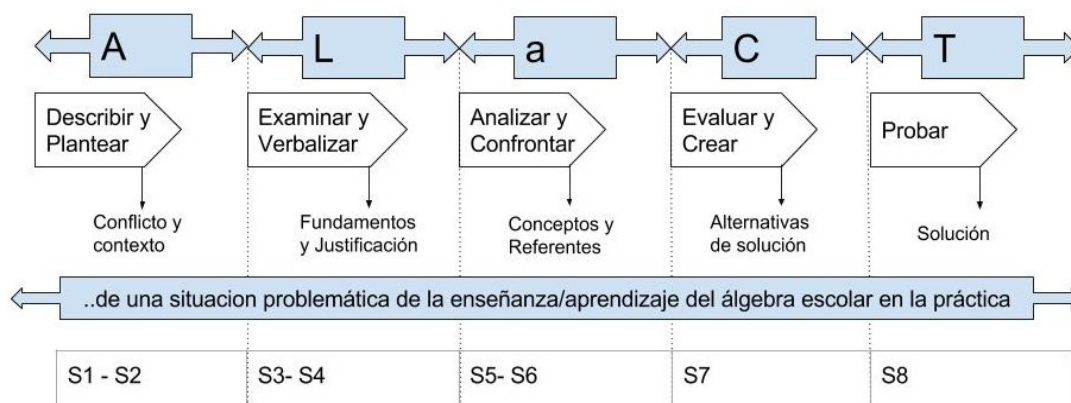 A
L
a
C
T
Describir y
Plantear
Examinar y
Verbalizar
Analizar y
Confrontar
Evaluar y
Crear
Probar
Conflicto y
contexto
Fundamentos
y Justificación
Conceptos y
Referentes
Alternativas
de solución
Solución
..de una situacion problemática de la enseñanza/aprendizaje del álgebra escolar en la práctica
S1 - S2
S3- S4
S5- S6
S7
S8